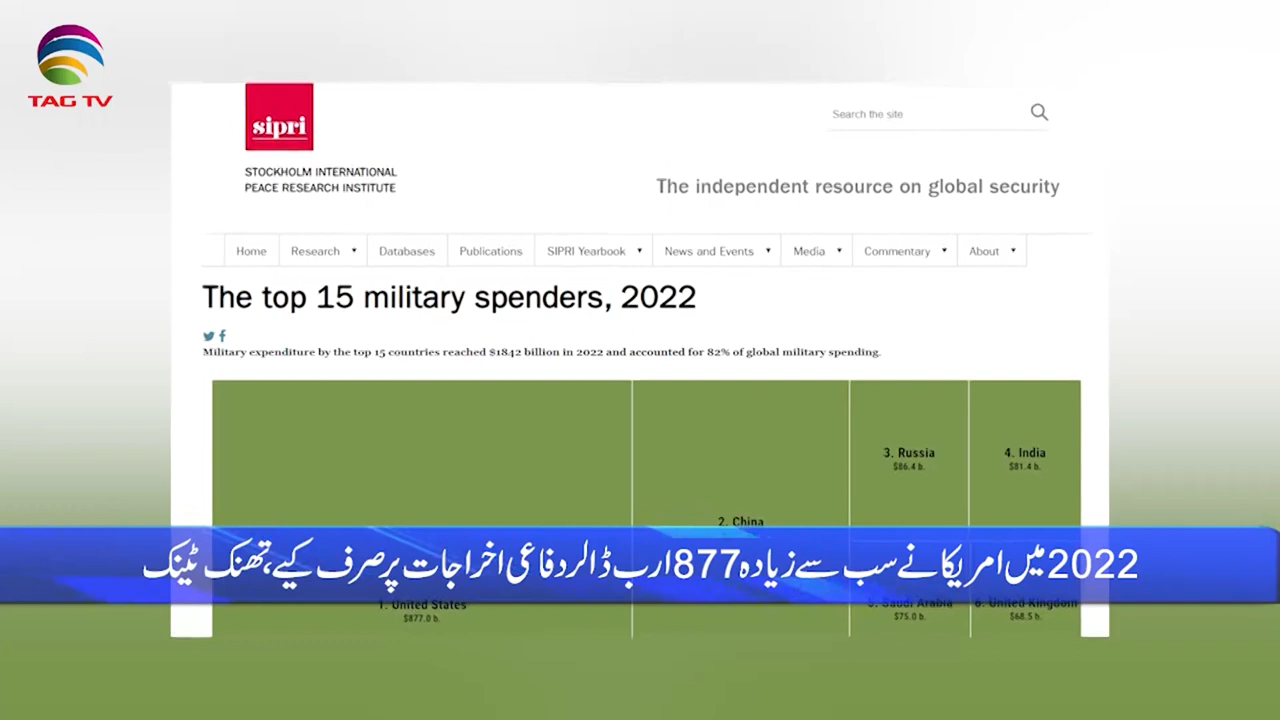 TAG TV
sipri
STOCKHOLM INTERNATIONAL
PEACE RESEARCH INSTITUTE
Search the site
The independent resource on global security
Home Research Databases Publications SIPRI Yearbook News and Events Media Commentary About
The top 15 military spenders, 2022
Military expenditure by the top 15 countries reached $1842 billion in 2022 and accounted for 82% of global military spending.
3. Russia
$86.4 b.
4. India
$81.4 b.
2. China
2022 میں امریکا نے سب سے زیادہ 877 ارب ڈالر دفاعی اخراجات پر صرف کیے، تھنک ٹینک
1. United States
$877.0 b.
5. Saudi Arabia
$75.0 b.
6. United Kingdom
$68.5 b.